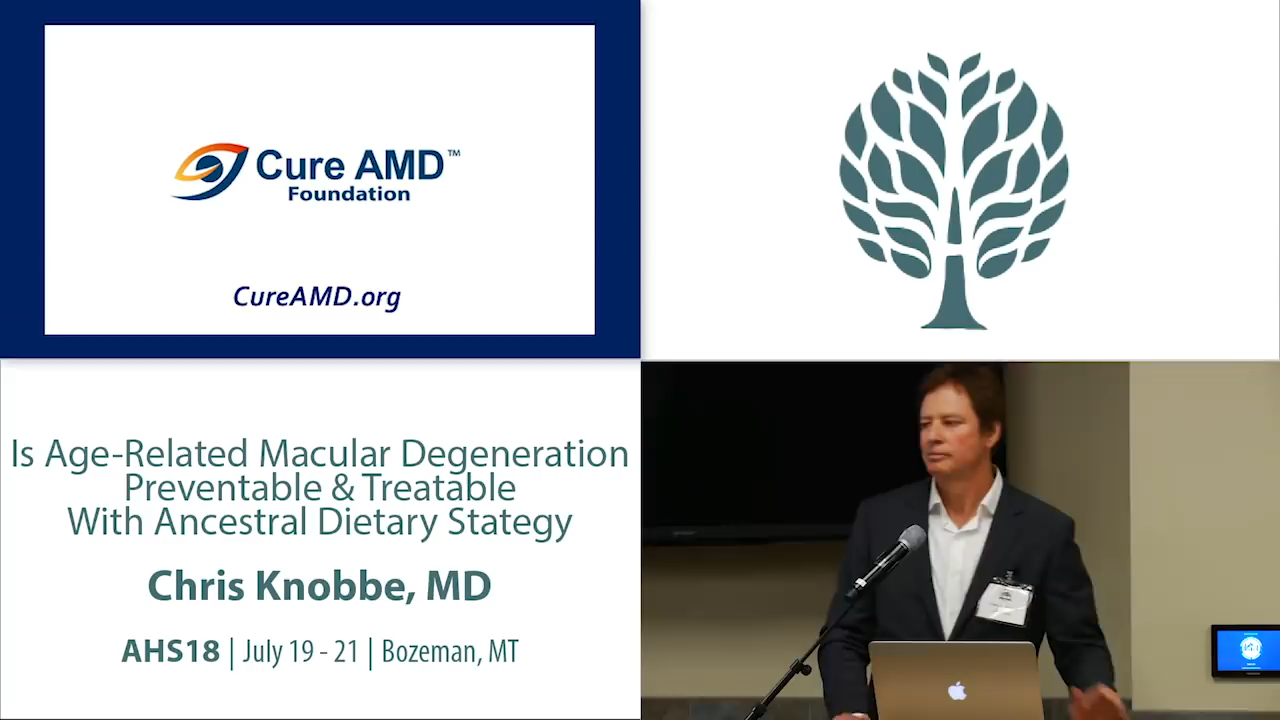 Cure AMD™
Foundation
CureAMD.org
Is Age-Related Macular Degeneration
Preventable & Treatable
With Ancestral Dietary Stategy
Chris Knobbe, MD
AHS18 | July 19 - 21 | Bozeman, MT